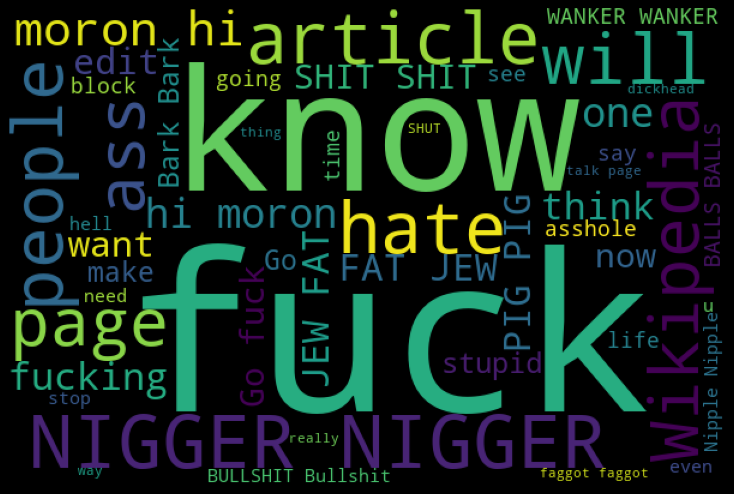 WANKER WANKER
moron hi
article
will
edit
SHIT SHIT
see
going
block
dickhead
people
ass
Bark Bark
know
one
SHUT
thing
time
say
talk page
Wikipedia
BALLS BALLS
hi moron
hate
think
hell
asshole
want
Go
FAT JEW
PIG PIG
now
make
JEW FAT
need
fuck
page
Go fuck
u
life
Nipple Nipple
stupid
fucking
stop
NIGGER NIGGER
really
way
BULLSHIT Bullshit
faggot faggot
even